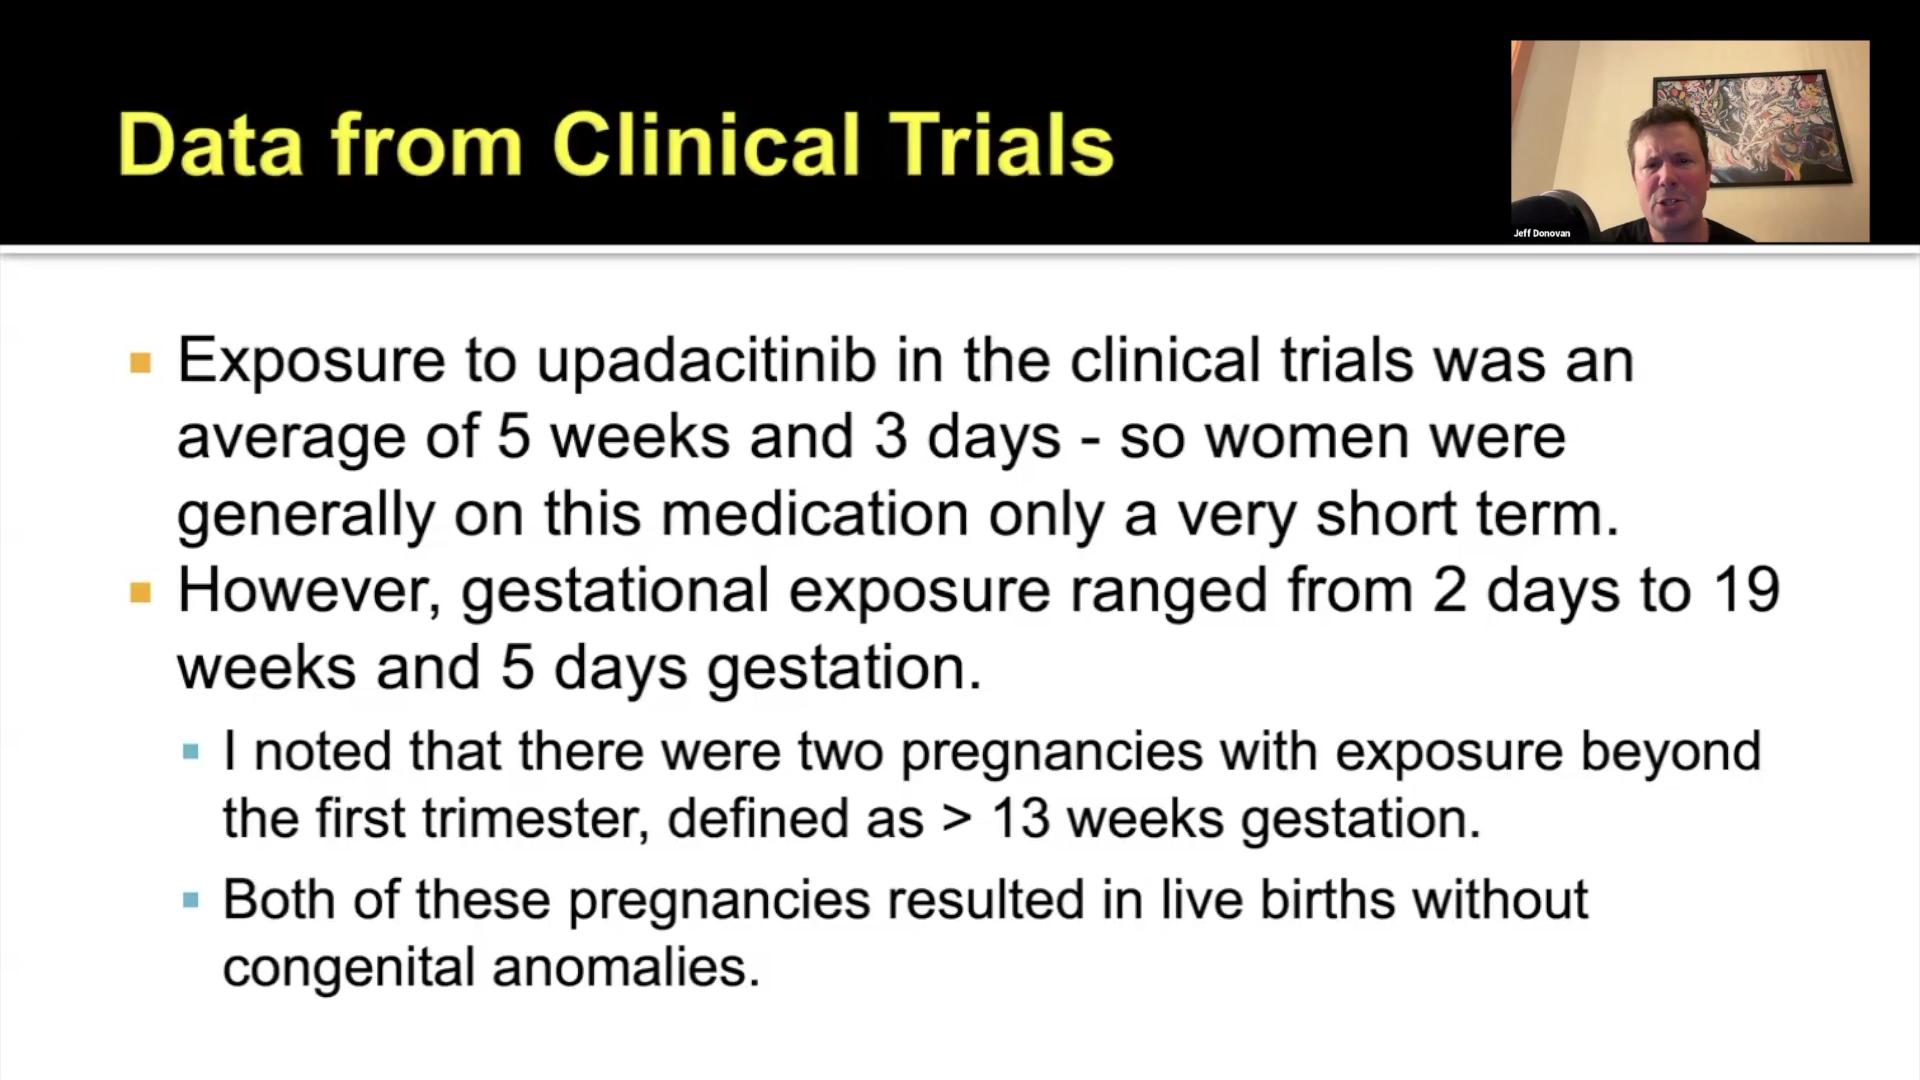 Data from Clinical Trials
Jeff Donovan
Exposure to upadacitinib in the clinical trials was an
average of 5 weeks and 3 days - so women were
generally on this medication only a very short term.
However, gestational exposure ranged from 2 days to 19
weeks and 5 days gestation.
I noted that there were two pregnancies with exposure beyond
the first trimester, defined as > 13 weeks gestation.
Both of these pregnancies resulted in live births without
congenital anomalies.